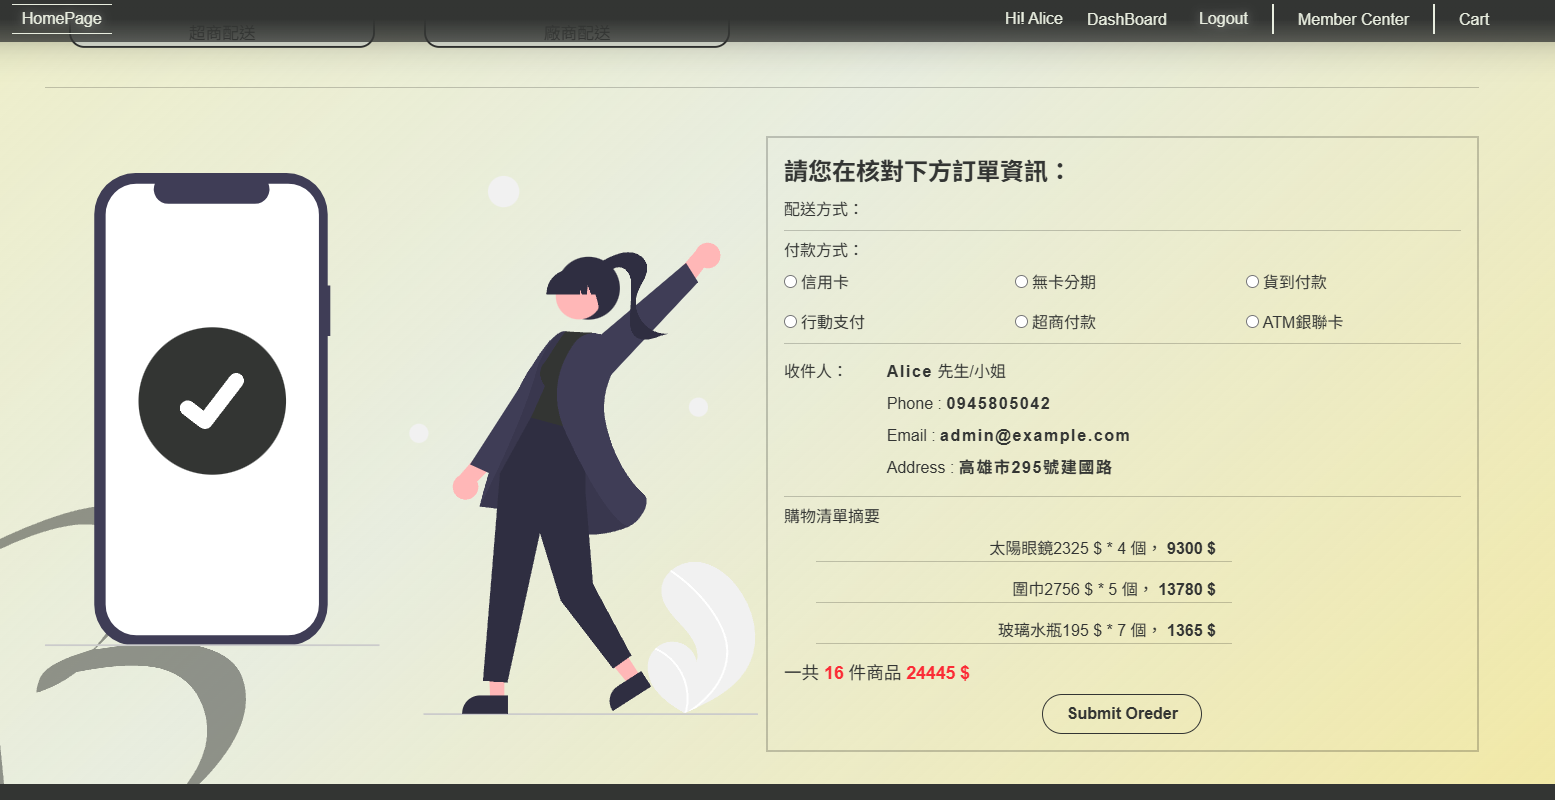 HomePage
Hi! Alice
DashBoard
Logout
Member Center
Cart
超商配送
廠商配送
請您在核對下方訂單資訊：
配送方式：
付款方式：
信用卡
無卡分期
貨到付款
行動支付
超商付款
ATM銀聯卡
收件人：
Alice 先生/小姐
Phone : 0945805042
Email : admin@example.com
Address : 高雄市295號建國路
購物清單摘要
太陽眼鏡2325 $ * 4 個， 9300 $
圍巾2756 $ * 5 個， 13780 $
玻璃水瓶195 $ * 7 個， 1365 $
一共 16 件商品 24445 $
Submit Oreder